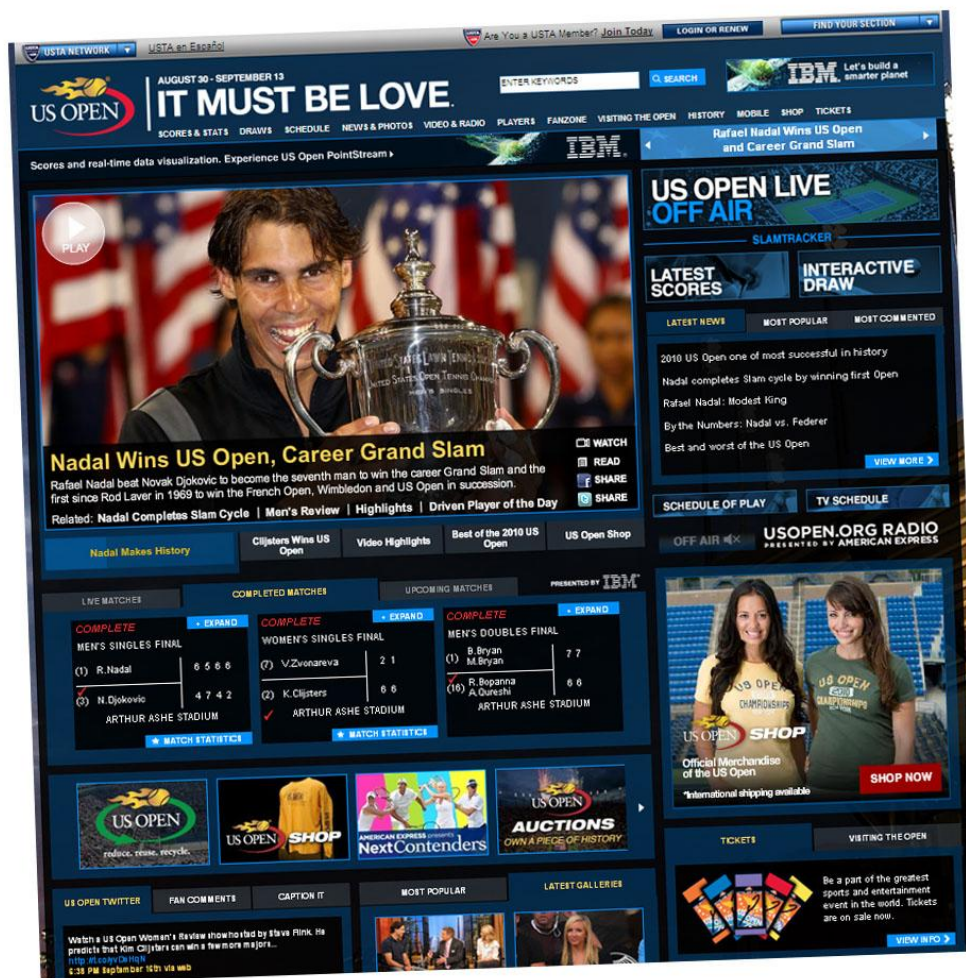 USTA NETWORK
USTA en Español
Are You a USTA Member? Join Today
LOGIN OR RENEW
FIND YOUR SECTION
US OPEN
AUGUST 30 - SEPTEMBER 13
IT MUST BE LOVE.
ENTER KEYWORDS
SEARCH
IBM.
Let's build a
smarter planet
SCORES & STATS DRAWS SCHEDULE NEWS & PHOTOS VIDEO & RADIO PLAYERS FANZONE VISITING THE OPEN HISTORY MOBILE SHOP TICKETS
Scores and real-time data visualization. Experience US Open PointStream
IBM.
Rafael Nadal Wins US Open
and Career Grand Slam
PLAY
UNITED STATES LAWN TENNIS
UNITED STATES OPEN TENNIS
MEN'S SINGLES
Nadal Wins US Open, Career Grand Slam
Rafael Nadal beat Novak Djokovic to become the seventh man to win the career Grand Slam and the
first since Rod Laver in 1969 to win the French Open, Wimbledon and US Open in succession.
Related: Nadal Completes Slam Cycle | Men's Review | Highlights | Driven Player of the Day
WATCH
READ
SHARE
SHARE
US OPEN LIVE
OFF AIR
SLAMTRACKER
LATEST
SCORES
INTERACTIVE
DRAW
LATEST NEWS
MOST POPULAR
MOST COMMENTED
2010 US Open one of most successful in history
Nadal completes Slam cycle by winning first Open
Rafael Nadal: Modest King
By the Numbers: Nadal vs. Federer
Best and worst of the US Open
VIEW MORE
SCHEDULE OF PLAY
TV SCHEDULE
Nadal Makes History
Clijsters Wins US
Open
Video Highlights
Best of the 2010 US
Open
US Open Shop
OFF AIR
USOPEN.ORG RADIO
PRESENTED BY AMERICAN EXPRESS
LIVE MATCHES
COMPLETED MATCHES
UPCOMING MATCHES
PRESENTED BY IBM
COMPLETE
+ EXPAND
MEN'S SINGLES FINAL
(1) R.Nadal 6 5 6 6
(3) N.Djokovic 4 7 4 2
ARTHUR ASHE STADIUM
MATCH STATISTICS
COMPLETE
+ EXPAND
WOMEN'S SINGLES FINAL
(7) V.Zvonareva 2 1
(2) K.Clijsters 6 6
ARTHUR ASHE STADIUM
MATCH STATISTICS
COMPLETE
+ EXPAND
MEN'S DOUBLES FINAL
(1) B.Bryan
M.Bryan 7 7
(16) R.Bopanna
A.Qureshi 6 6
ARTHUR ASHE STADIUM
US OPEN
CHAMPIONSHIPS
US OPEN
2010
CHAMPIONSHIPS
US OPEN SHOP
Official Merchandise
of the US Open
*International shipping available
SHOP NOW
US OPEN
reduce. reuse. recycle.
US OPEN SHOP
AMERICAN EXPRESS presents
NextContenders
US OPEN
AUCTIONS
OWN A PIECE OF HISTORY
TICKETS
VISITING THE OPEN
Be a part of the greatest
sports and entertainment
event in the world. Tickets
are on sale now.
VIEW INFO
US OPEN TWITTER
FAN COMMENTS
CAPTION IT
MOST POPULAR
LATEST GALLERIES
Watch a US Open Women's Review show hosted by Steve Flink. He
predicts that Kim Clijsters can win a few more majors...
6:38 PM September 16th via web